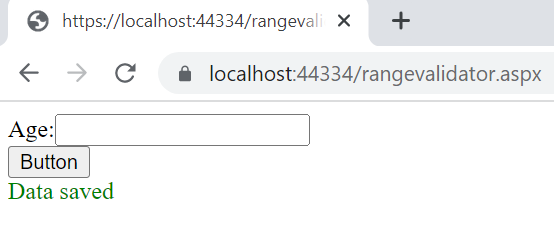 https://localhost:44334/rangevali
localhost:44334/rangevalidator.aspx
Age:
Button
Data saved